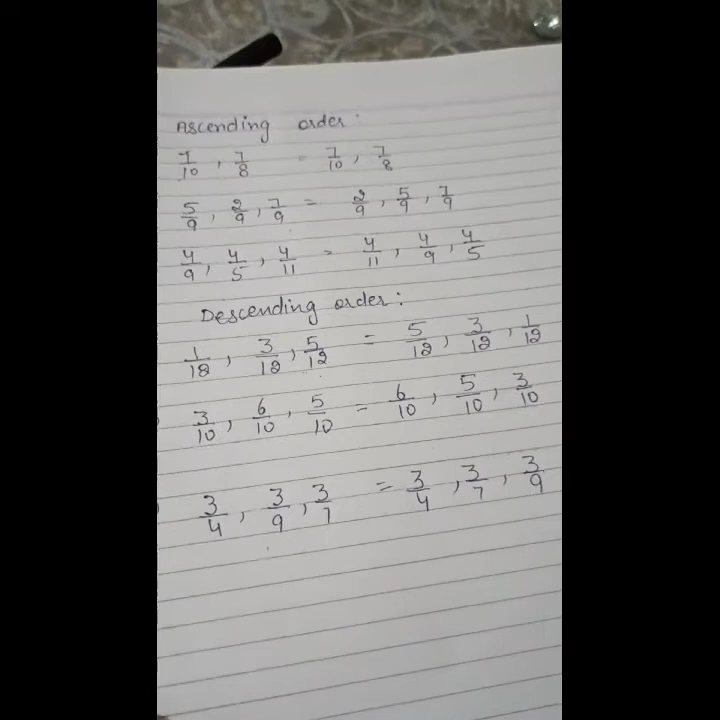 Ascending order:
7/10, 7/8 = 7/10, 7/8
5/9, 2/9, 7/9 = 2/9, 5/9, 7/9
4/9, 4/5, 4/11 = 4/11, 4/9, 4/5
Descending order:
1/12, 3/12, 5/12 = 5/12, 3/12, 1/12
3/10, 6/10, 5/10 = 6/10, 5/10, 3/10
3/4, 3/9, 3/7 = 3/4, 3/7, 3/9